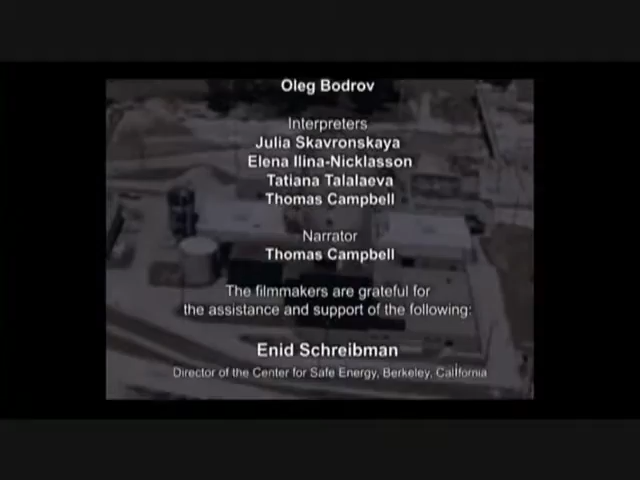 Oleg Bodrov
Interpreters
Julia Skavronskaya
Elena Ilina-Nicklasson
Tatiana Talalaeva
Thomas Campbell
Narrator
Thomas Campbell
The filmmakers are grateful for
the assistance and support of the following:
Enid Schreibman
Director of the Center for Safe Energy, Berkeley, California